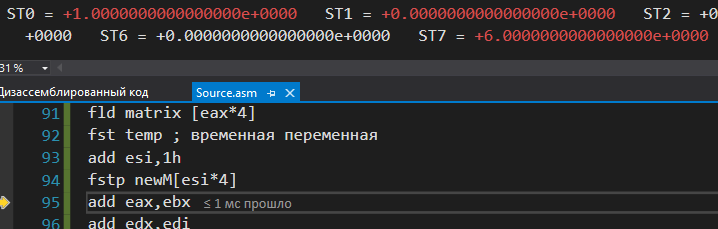 ST0 = +1.0000000000000000e+0000 ST1 = +0.0000000000000000e+0000 ST2 = +0
+0000 ST6 = +0.0000000000000000e+0000 ST7 = +6.0000000000000000e+0000
31 %
Дизассемблированный код Source.asm
91 fld matrix [eax*4]
92 fst temp ; временная переменная
93 add esi,1h
94 fstp newM[esi*4]
95 add eax,ebx ≤ 1 мс прошло
96 add edx,edi